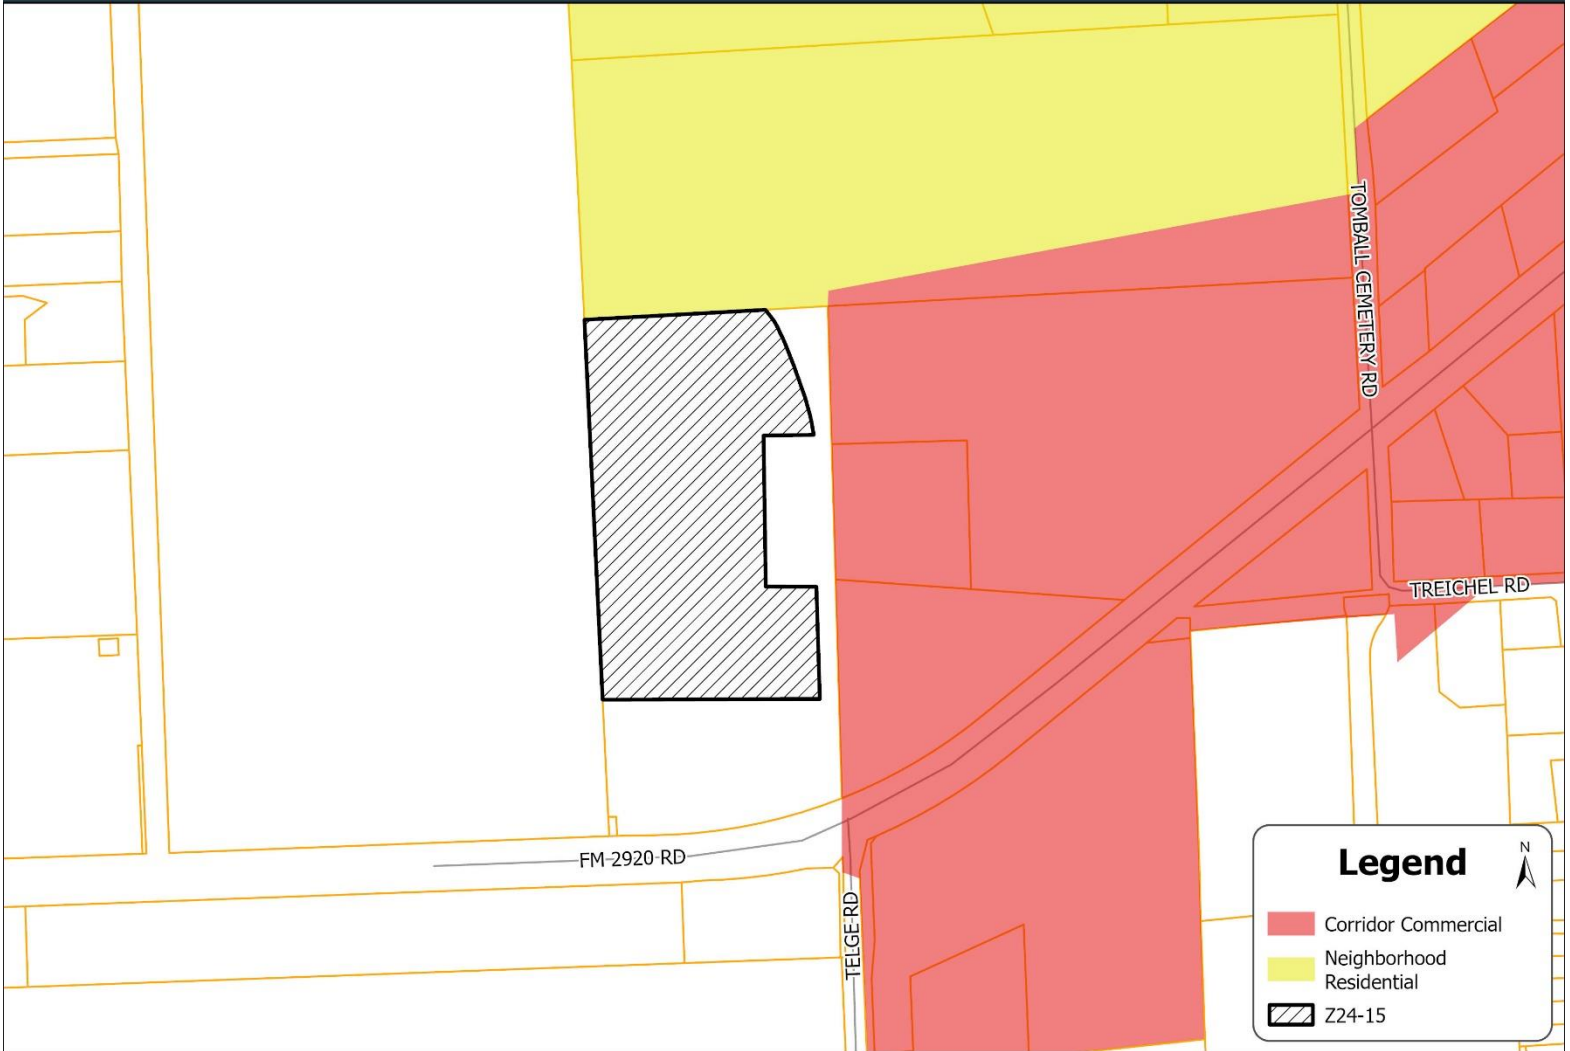 TOMBALL CEMETERY RD
TREICHEL RD
FM 2920 RD
TELGE RD
Legend
N
Corridor Commercial
Neighborhood
Residential
Z24-15